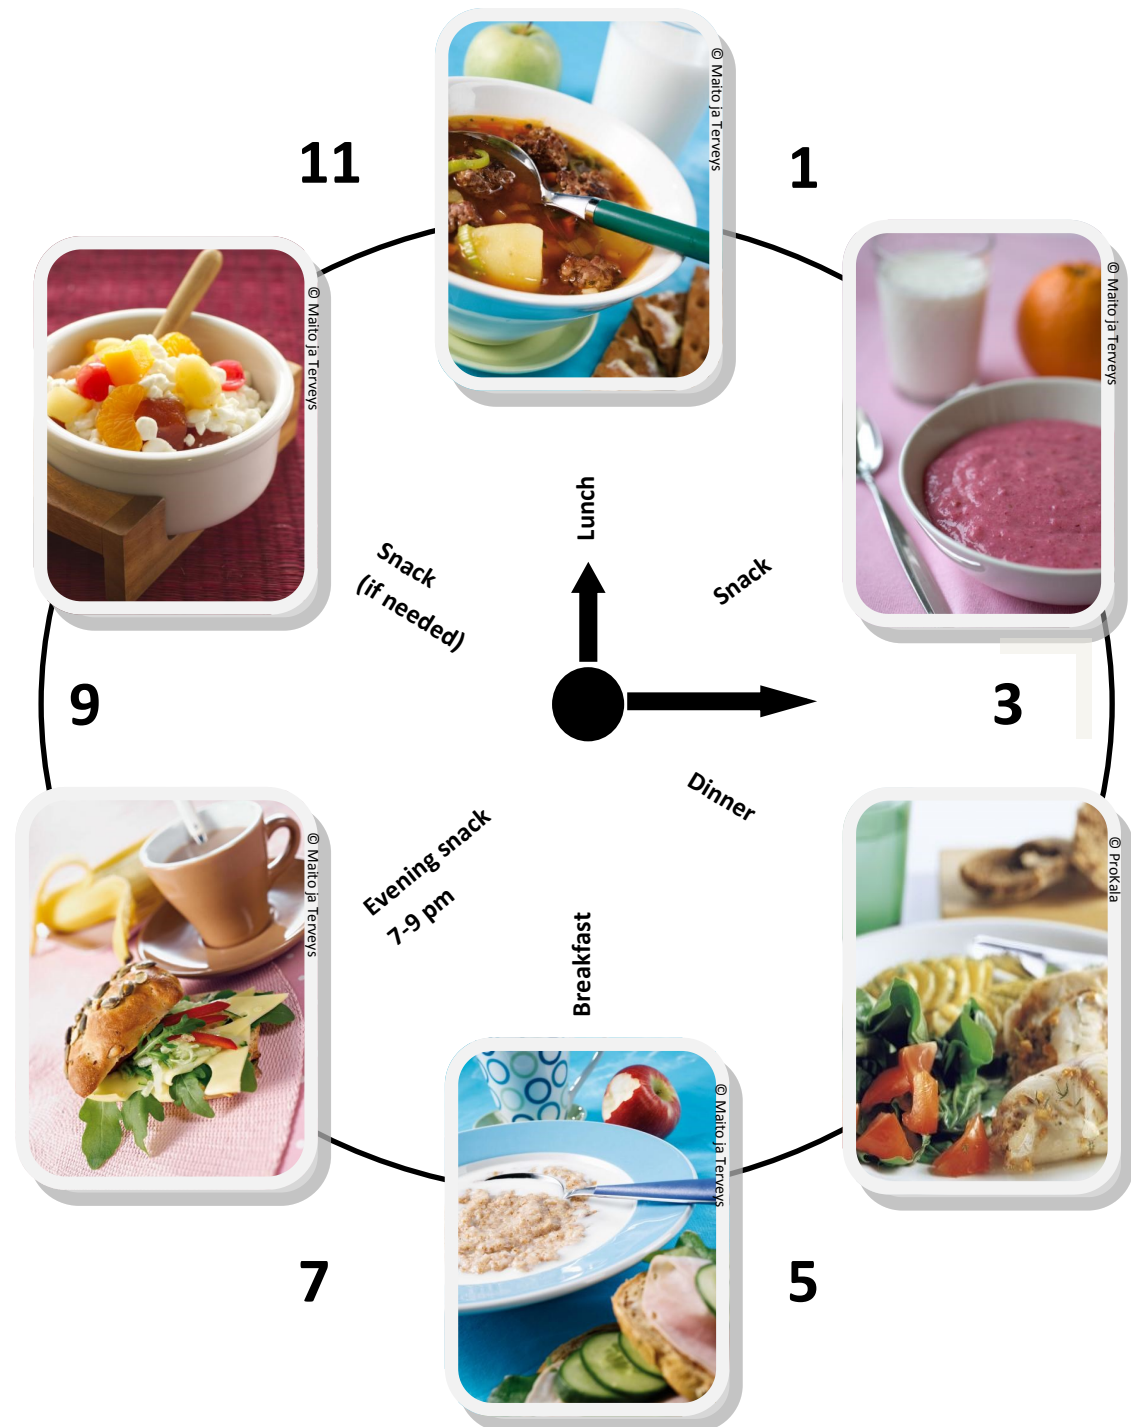 © Maito ja Terveys
11
1
© Maito ja Terveys
© Maito ja Terveys
Lunch
Snack
(if needed)
Snack
9
3
Dinner
Evening snack
7-9 pm
© Maito ja Terveys
© ProKala
Breakfast
© Maito ja Terveys
7
5